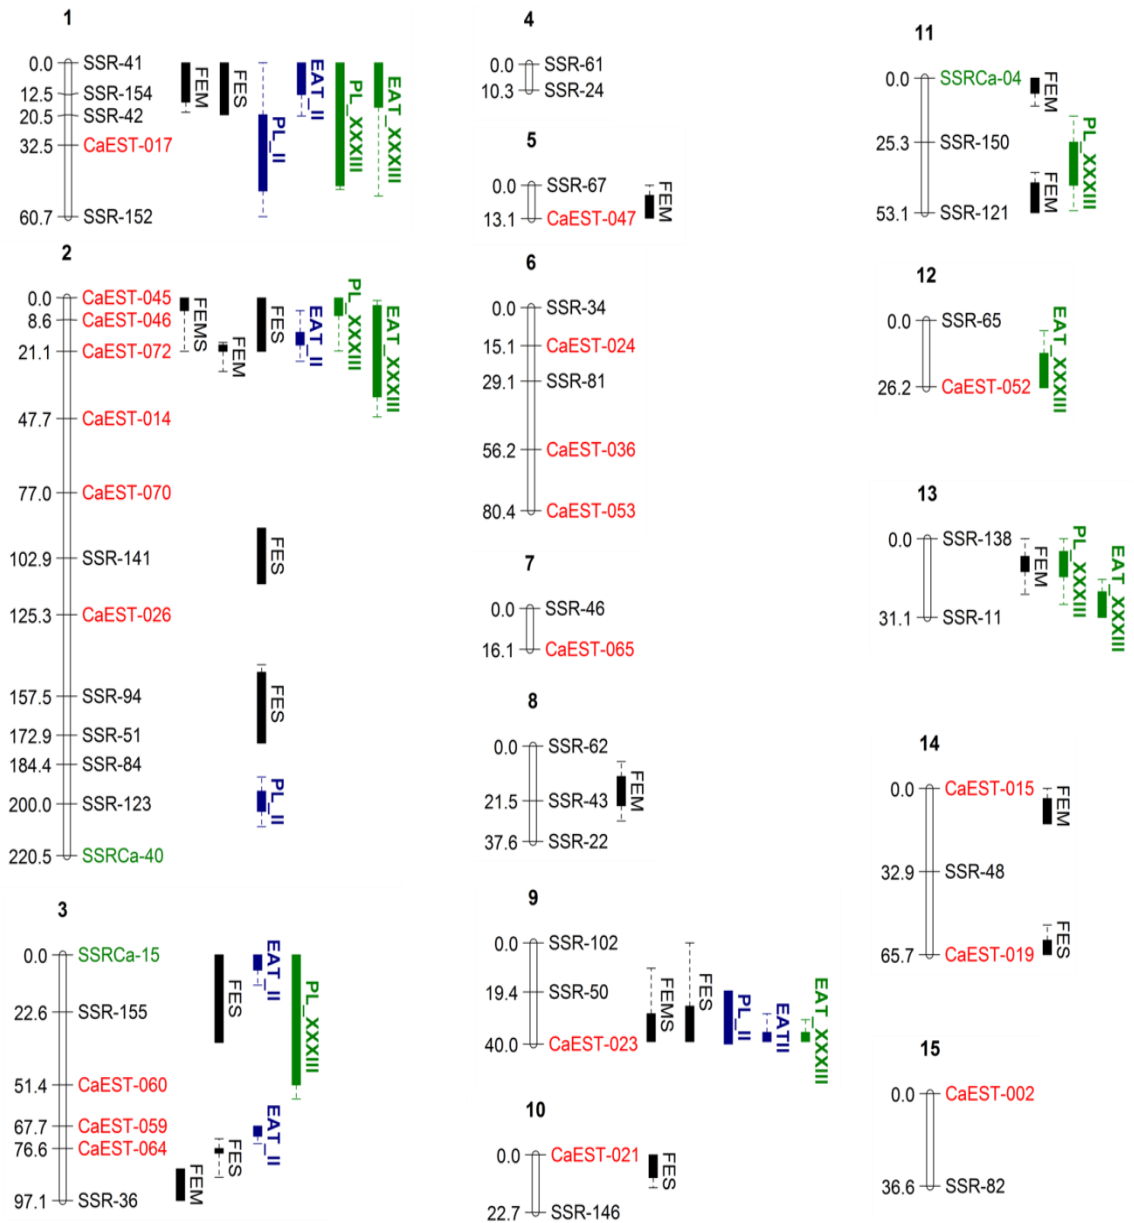 1
0.0 SSR-41
12.5 SSR-154
20.5 SSR-42
32.5 CaEST-017
60.7 SSR-152
FEM
FES
PL_II
EAT_II
PL_XXXIII
EAT_XXXIII
2
0.0 CaEST-045
8.6 CaEST-046
21.1 CaEST-072
47.7 CaEST-014
77.0 CaEST-070
102.9 SSR-141
125.3 CaEST-026
157.5 SSR-94
172.9 SSR-51
184.4 SSR-84
200.0 SSR-123
220.5 SSRCa-40
FEMS
FEM
FES
EAT_II
PL_XXXIII
EAT_XXXIII
FES
FES
PL_II
3
0.0 SSRCa-15
22.6 SSR-155
51.4 CaEST-060
67.7 CaEST-059
76.6 CaEST-064
97.1 SSR-36
FES
EAT_II
PL_XXXIII
EAT_II
FES
FEM
4
0.0 SSR-61
10.3 SSR-24
5
0.0 SSR-67
13.1 CaEST-047
FEM
6
0.0 SSR-34
15.1 CaEST-024
29.1 SSR-81
56.2 CaEST-036
80.4 CaEST-053
7
0.0 SSR-46
16.1 CaEST-065
8
0.0 SSR-62
21.5 SSR-43
37.6 SSR-22
FEM
9
0.0 SSR-102
19.4 SSR-50
40.0 CaEST-023
FEMS
FES
PL_II
EATII
EAT_XXXIII
10
0.0 CaEST-021
22.7 SSR-146
FES
11
0.0 SSRCa-04
25.3 SSR-150
53.1 SSR-121
FEM
PL_XXXIII
FEM
12
0.0 SSR-65
26.2 CaEST-052
EAT_XXXIII
13
0.0 SSR-138
31.1 SSR-11
FEM
PL_XXXIII
EAT_XXXIII
14
0.0 CaEST-015
32.9 SSR-48
65.7 CaEST-019
FEM
FES
15
0.0 CaEST-002
36.6 SSR-82